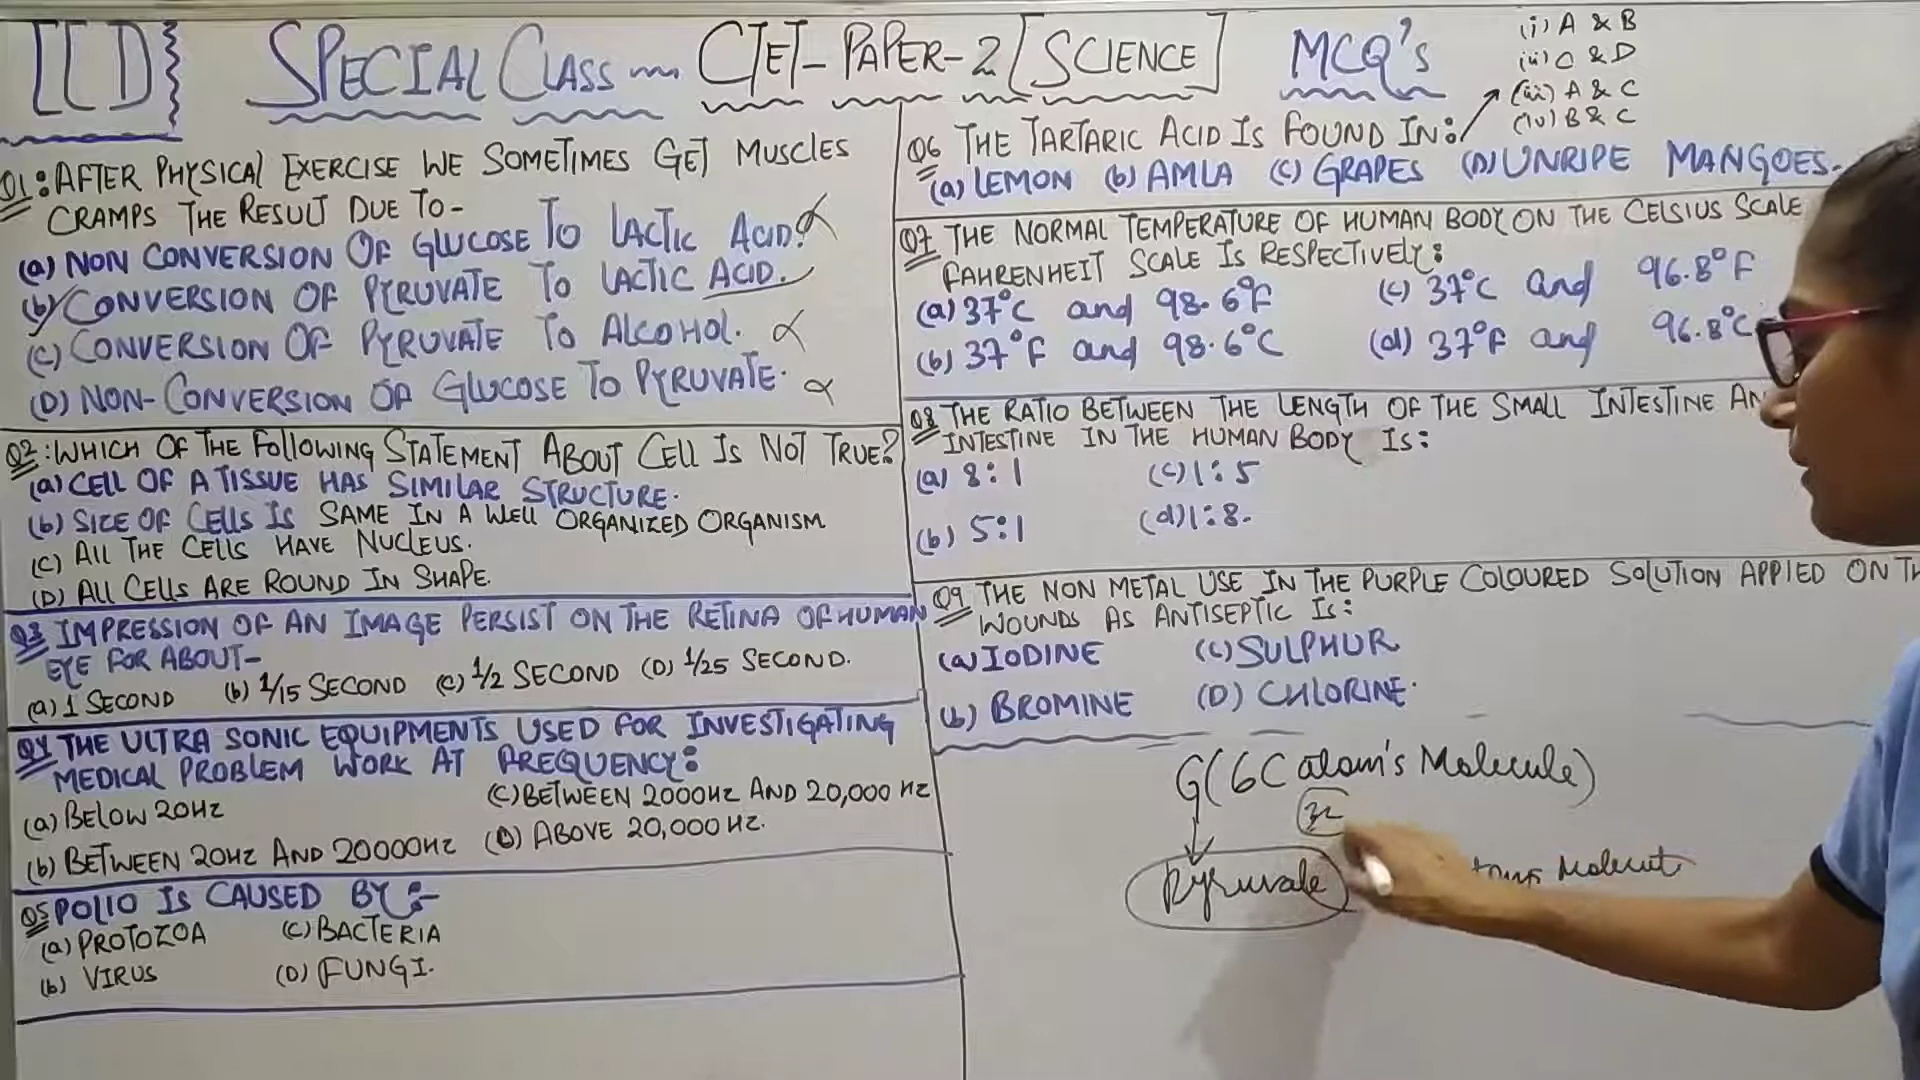 [CD] SPECIAL CLASS CTET-PAPER-2 [SCIENCE] MCQ's
(i) A & B
(ii) C & D
(iii) A & C
(iv) B & C
Q1: AFTER PHYSICAL EXERCISE WE SOMETIMES GET MUSCLES
CRAMPS THE RESULT DUE TO-
(a) NON CONVERSION OF GLUCOSE TO LACTIC ACID.
(b) CONVERSION OF PYRUVATE TO LACTIC ACID.
(c) CONVERSION OF PYRUVATE TO ALCOHOL.
(D) NON-CONVERSION OF GLUCOSE TO PYRUVATE.
Q2: WHICH OF THE FOLLOWING STATEMENT ABOUT CELL IS NOT TRUE?
(a) CELL OF A TISSUE HAS SIMILAR STRUCTURE.
(b) SIZE OF CELLS IS SAME IN A WELL ORGANIZED ORGANISM
(c) ALL THE CELLS HAVE NUCLEUS.
(D) ALL CELLS ARE ROUND IN SHAPE.
Q3 IMPRESSION OF AN IMAGE PERSIST ON THE RETINA OF HUMAN
EYE FOR ABOUT-
(a) 1 SECOND (b) 1/15 SECOND (c) 1/2 SECOND (D) 1/25 SECOND.
Q4 THE ULTRA SONIC EQUIPMENTS USED FOR INVESTIGATING
MEDICAL PROBLEM WORK AT A FREQUENCY:
(a) BELOW 20HZ (c) BETWEEN 2000HZ AND 20,000 HZ
(b) BETWEEN 20HZ AND 20000HZ (D) ABOVE 20,000 HZ.
Q5 POLIO IS CAUSED BY:-
(a) PROTOZOA (c) BACTERIA
(b) VIRUS (D) FUNGI.
Q6 THE TARTARIC ACID IS FOUND IN:
(a) LEMON (b) AMLA (c) GRAPES (D) UNRIPE MANGOES.
Q7 THE NORMAL TEMPERATURE OF HUMAN BODY ON THE CELSIUS SCALE
FAHRENHEIT SCALE IS RESPECTIVELY:
(a) 37°C and 98.6°F (c) 37°C and 96.8°F
(b) 37°F and 98.6°C (d) 37°F and 96.8°C
Q8 THE RATIO BETWEEN THE LENGTH OF THE SMALL INTESTINE AN
INTESTINE IN THE HUMAN BODY IS:
(a) 8:1 (c) 1:5
(b) 5:1 (d) 1:8.
Q9 THE NON METAL USE IN THE PURPLE COLOURED SOLUTION APPIED ON TH
WOUNDS AS ANTISEPTIC IS:
(a) IODINE (c) SULPHUR
(b) BROMINE (D) CHLORINE.
G(6C atom's Molecule)
Pyruvate